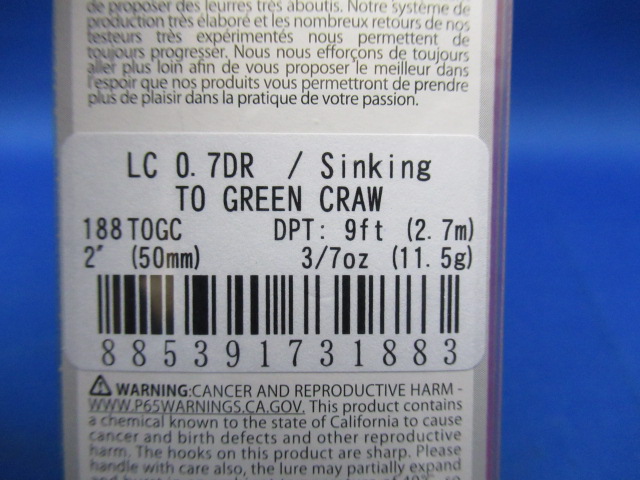 de proposer des leurres très aboutis. Notre système de
production très élaboré et les nombreux retours de nos
testeurs très expérimentés nous permettent de
toujours progresser. Nous nous efforçons de toujours
aller plus loin afin de vous proposer le meilleur dans
l'espoir que nos produits vous permettront de prendre
plus de plaisir dans la pratique de votre passion.
LC 0.7DR / Sinking
TO GREEN CRAW
188TOGC DPT: 9ft (2.7m)
2" (50mm) 3/7oz (11.5g)
885391731883
⚠ WARNING:CANCER AND REPRODUCTIVE HARM -
WWW.P65WARNINGS.CA.GOV. This product contains
a chemical known to the state of California to cause
cancer and birth defects and other reproductive
harm. The hooks on this product are sharp. Please
handle with care also, the lure may partially expand